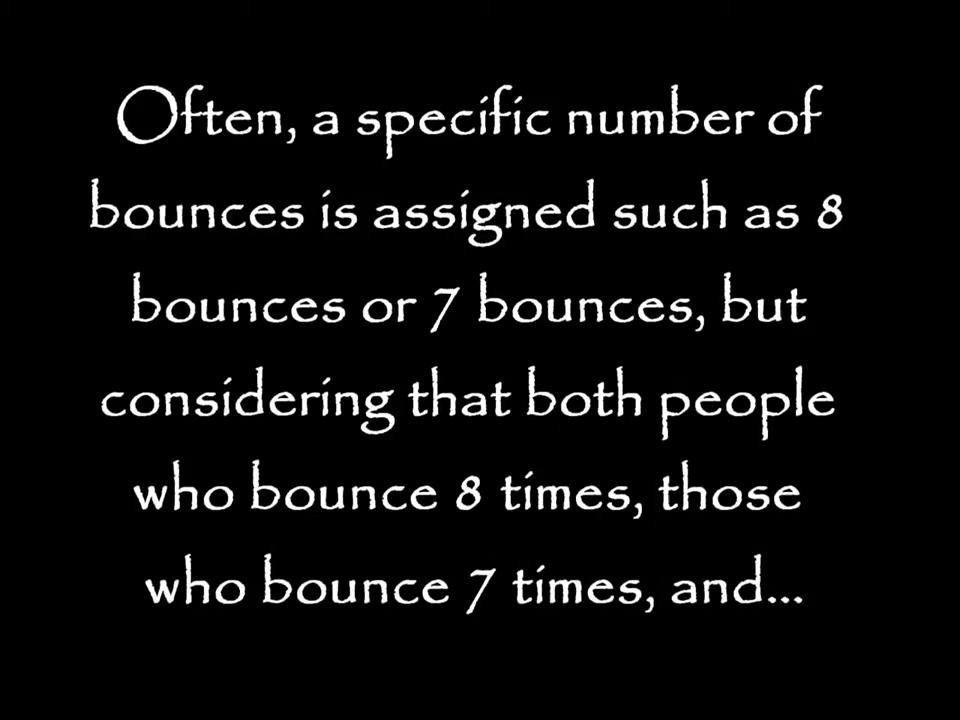 Often, a specific number of
bounces is assigned such as 8
bounces or 7 bounces, but
considering that both people
who bounce 8 times, those
who bounce 7 times, and...